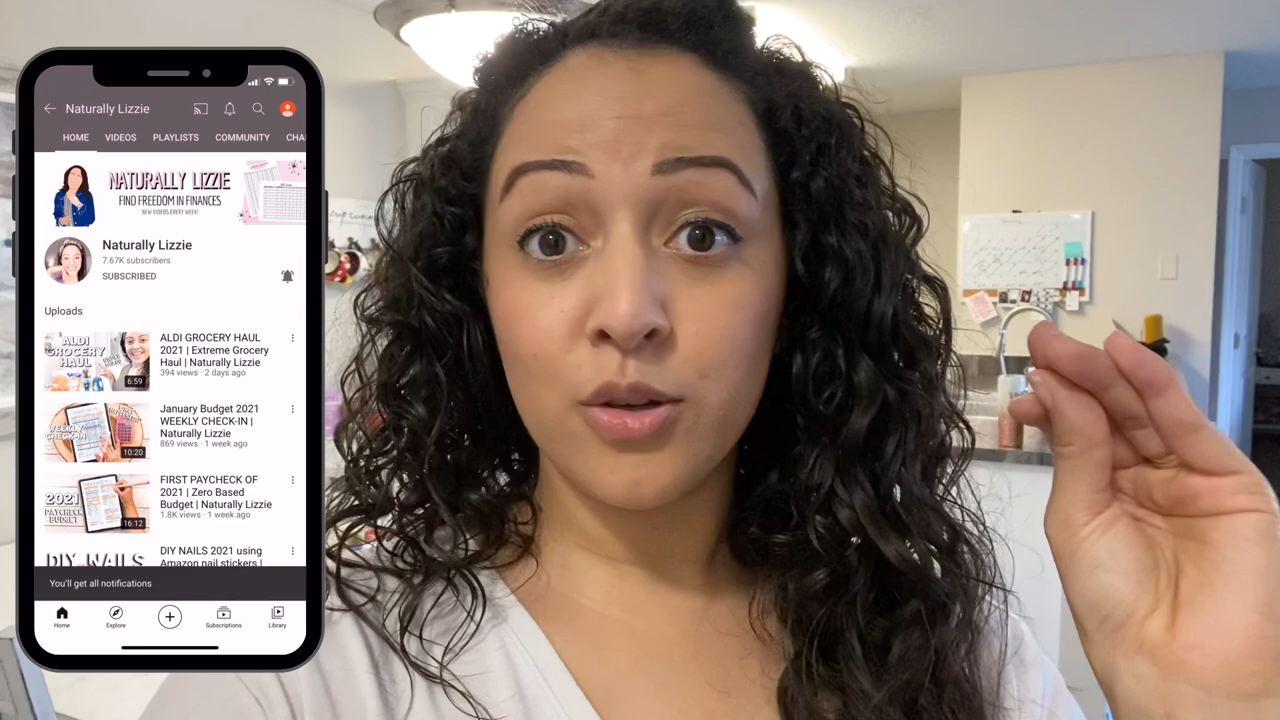 Naturally Lizzie
HOME VIDEOS PLAYLISTS COMMUNITY CHA
NATURALLY LIZZIE
FIND FREEDOM IN FINANCES
NEW VIDEOS EVERY WEEK!
Naturally Lizzie
7.67K subscribers
SUBSCRIBED
Uploads
ALDI
GROCERY
HAUL
6:59
ALDI GROCERY HAUL
2021 | Extreme Grocery
Haul | Naturally Lizzie
394 views · 2 days ago
WEEKLY
CHECK-IN
10:20
January Budget 2021
WEEKLY CHECK-IN |
Naturally Lizzie
869 views · 1 week ago
2021
PAYCHECK
BUDGET
16:12
FIRST PAYCHECK OF
2021 | Zero Based
Budget | Naturally Lizzie
1.8K views · 1 week ago
DIY NAILS
DIY NAILS 2021 using
Amazon nail stickers |
You'll get all notifications
Home Explore Subscriptions Library